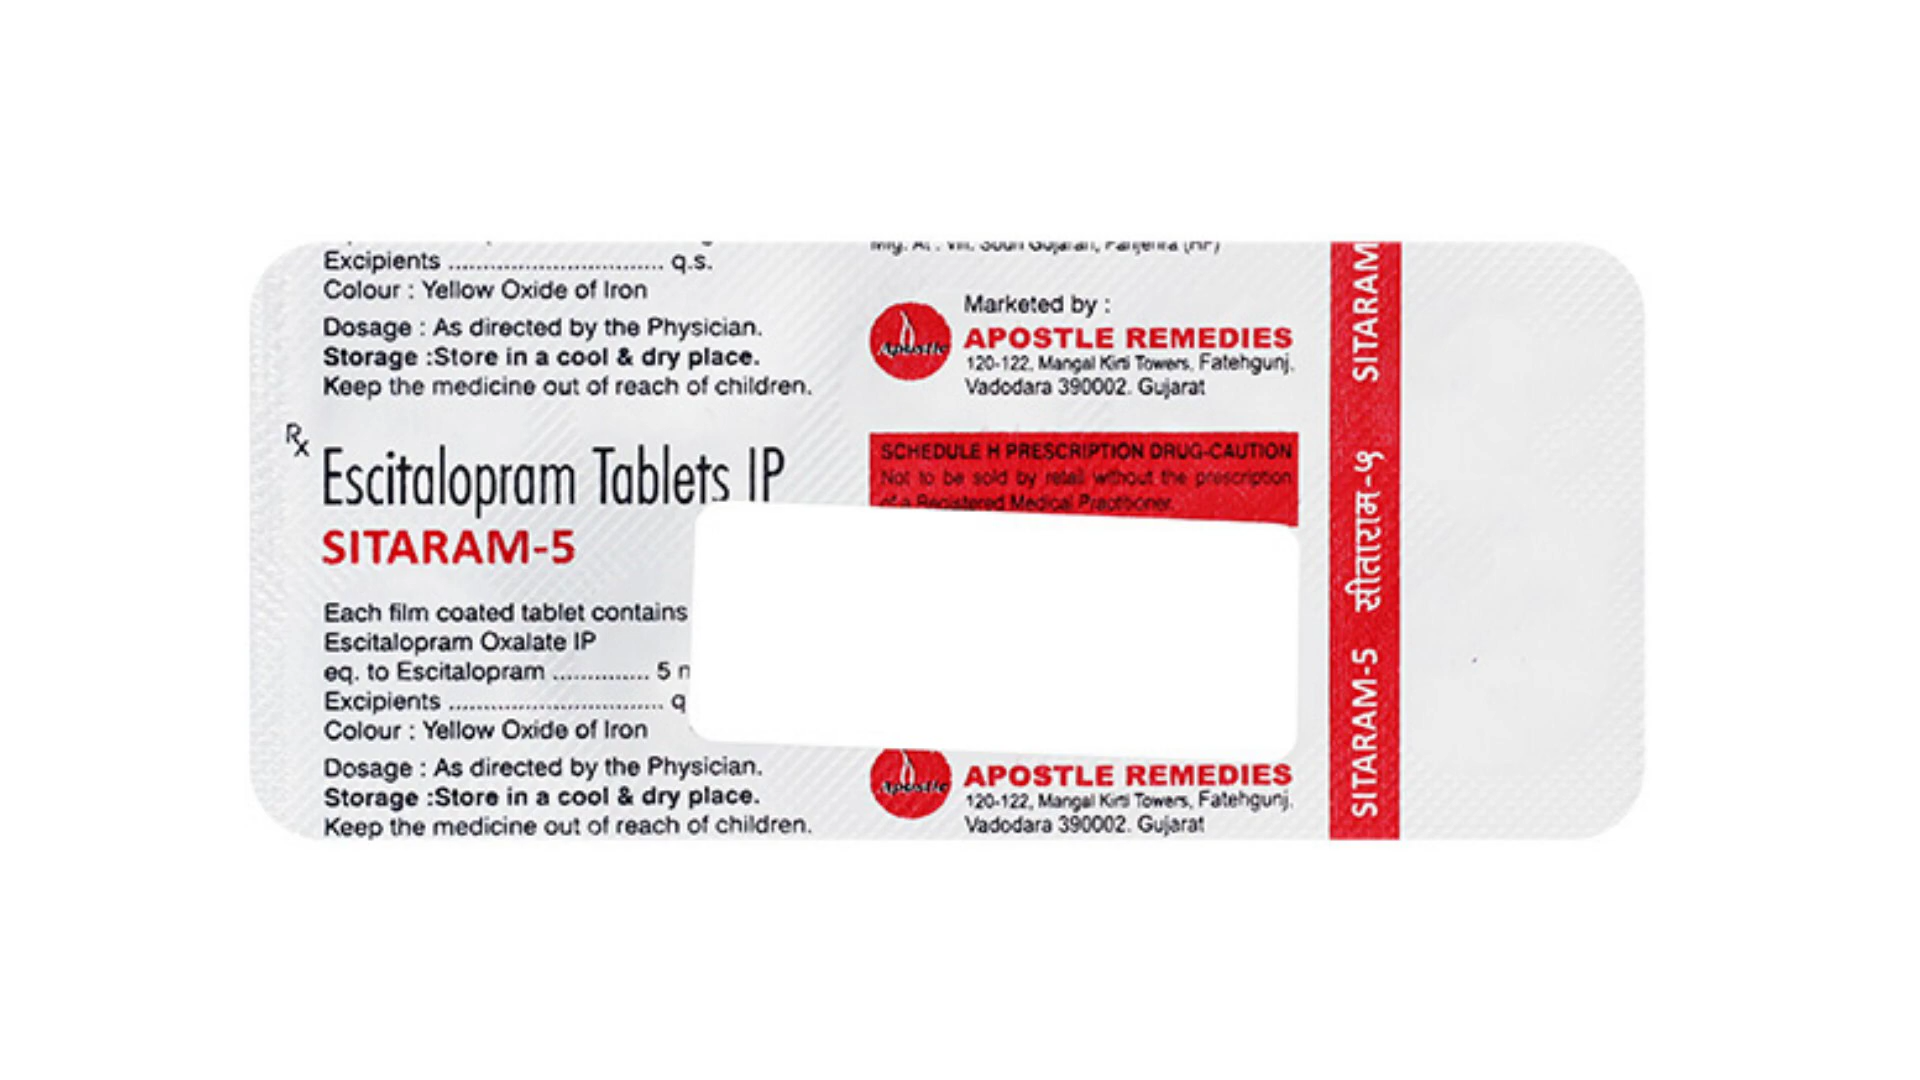 Excipients ................................ q.s.
Colour : Yellow Oxide of Iron
Dosage : As directed by the Physician.
Storage :Store in a cool & dry place.
Keep the medicine out of reach of children.
Rx
Escitalopram Tablets IP
SITARAM-5
Each film coated tablet contains
Escitalopram Oxalate IP
eq. to Escitalopram .............. 5
Excipients ................................ q
Colour : Yellow Oxide of Iron
Dosage : As directed by the Physician.
Storage :Store in a cool & dry place.
Keep the medicine out of reach of children.
Mfg. At : Vill.
Marketed by :
Apostle
APOSTLE REMEDIES
120-122, Mangal Kirti Towers, Fatehgunj,
Vadodara 390002. Gujarat
SCHEDULE H PRESCRIPTION DRUG-CAUTION
Not to be sold by retail without the prescription
of a Registered Medical Practitioner.
Apostle
APOSTLE REMEDIES
120-122, Mangal Kirti Towers, Fatehgunj,
Vadodara 390002. Gujarat
SITARAM-5 सीताराम-५ SITARAM